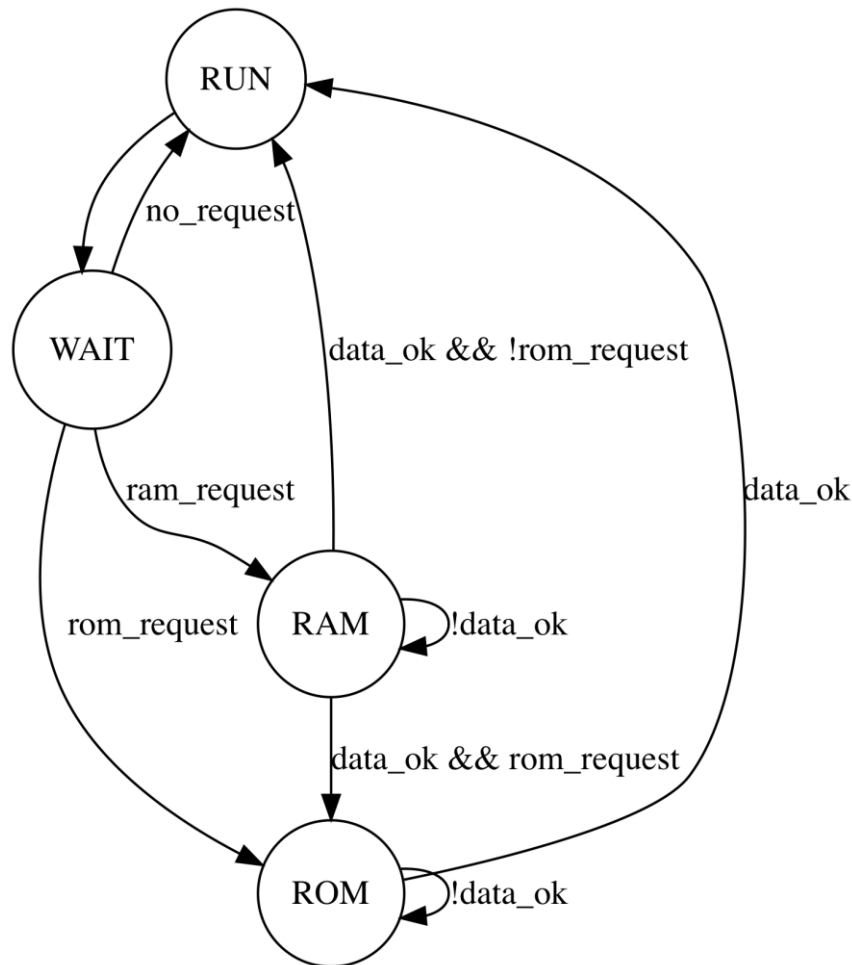 RUN
no_request
WAIT
data_ok && !rom_request
ram_request
data_ok
rom_request
RAM
!data_ok
data_ok && rom_request
ROM
!data_ok